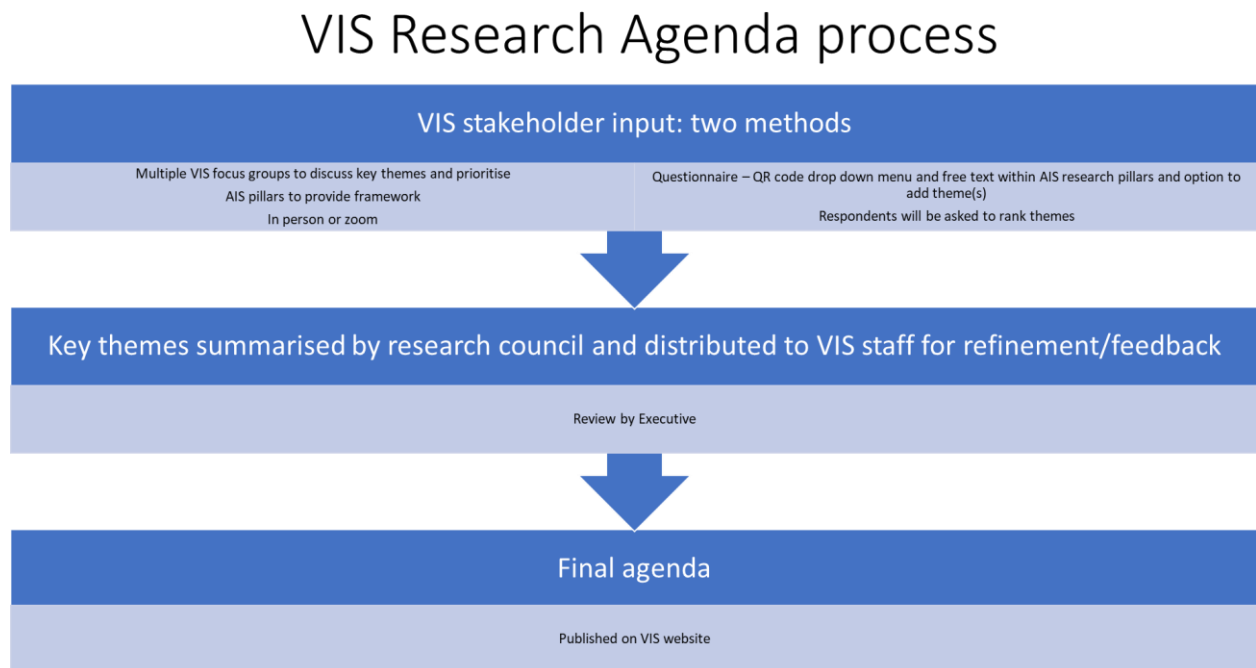 VIS Research Agenda process
VIS stakeholder input: two methods
Multiple VIS focus groups to discuss key themes and prioritise
AIS pillars to provide framework
In person or zoom
Questionnaire – QR code drop down menu and free text within AIS research pillars and option to
add theme(s)
Respondents will be asked to rank themes
Key themes summarised by research council and distributed to VIS staff for refinement/feedback
Review by Executive
Final agenda
Published on VIS website